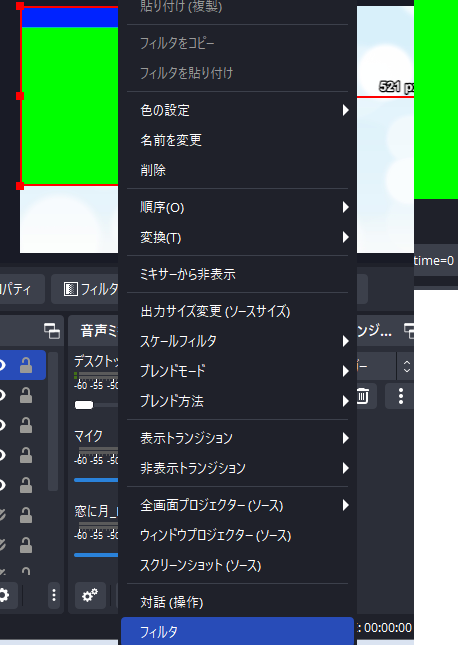 貼り付け (複製)
フィルタをコピー
フィルタを貼り付け
521 p
色の設定
名前を変更
削除
順序(O)
変換(T)
time=0
ミキサーから非表示
パティ
フィルタ
出力サイズ変更 (ソースサイズ)
音声ミ
ンジ...
スケールフィルタ
デスクトッ
ブレンドモード
-60 -55 -50
ブレンド方法
マイク
表示トランジション
-60 -55 -50
非表示トランジション
窓に月_
全画面プロジェクター (ソース)
ウィンドウプロジェクター (ソース)
-60 -55 -50
スクリーンショット (ソース)
対話 (操作)
: 00:00:00
フィルタ